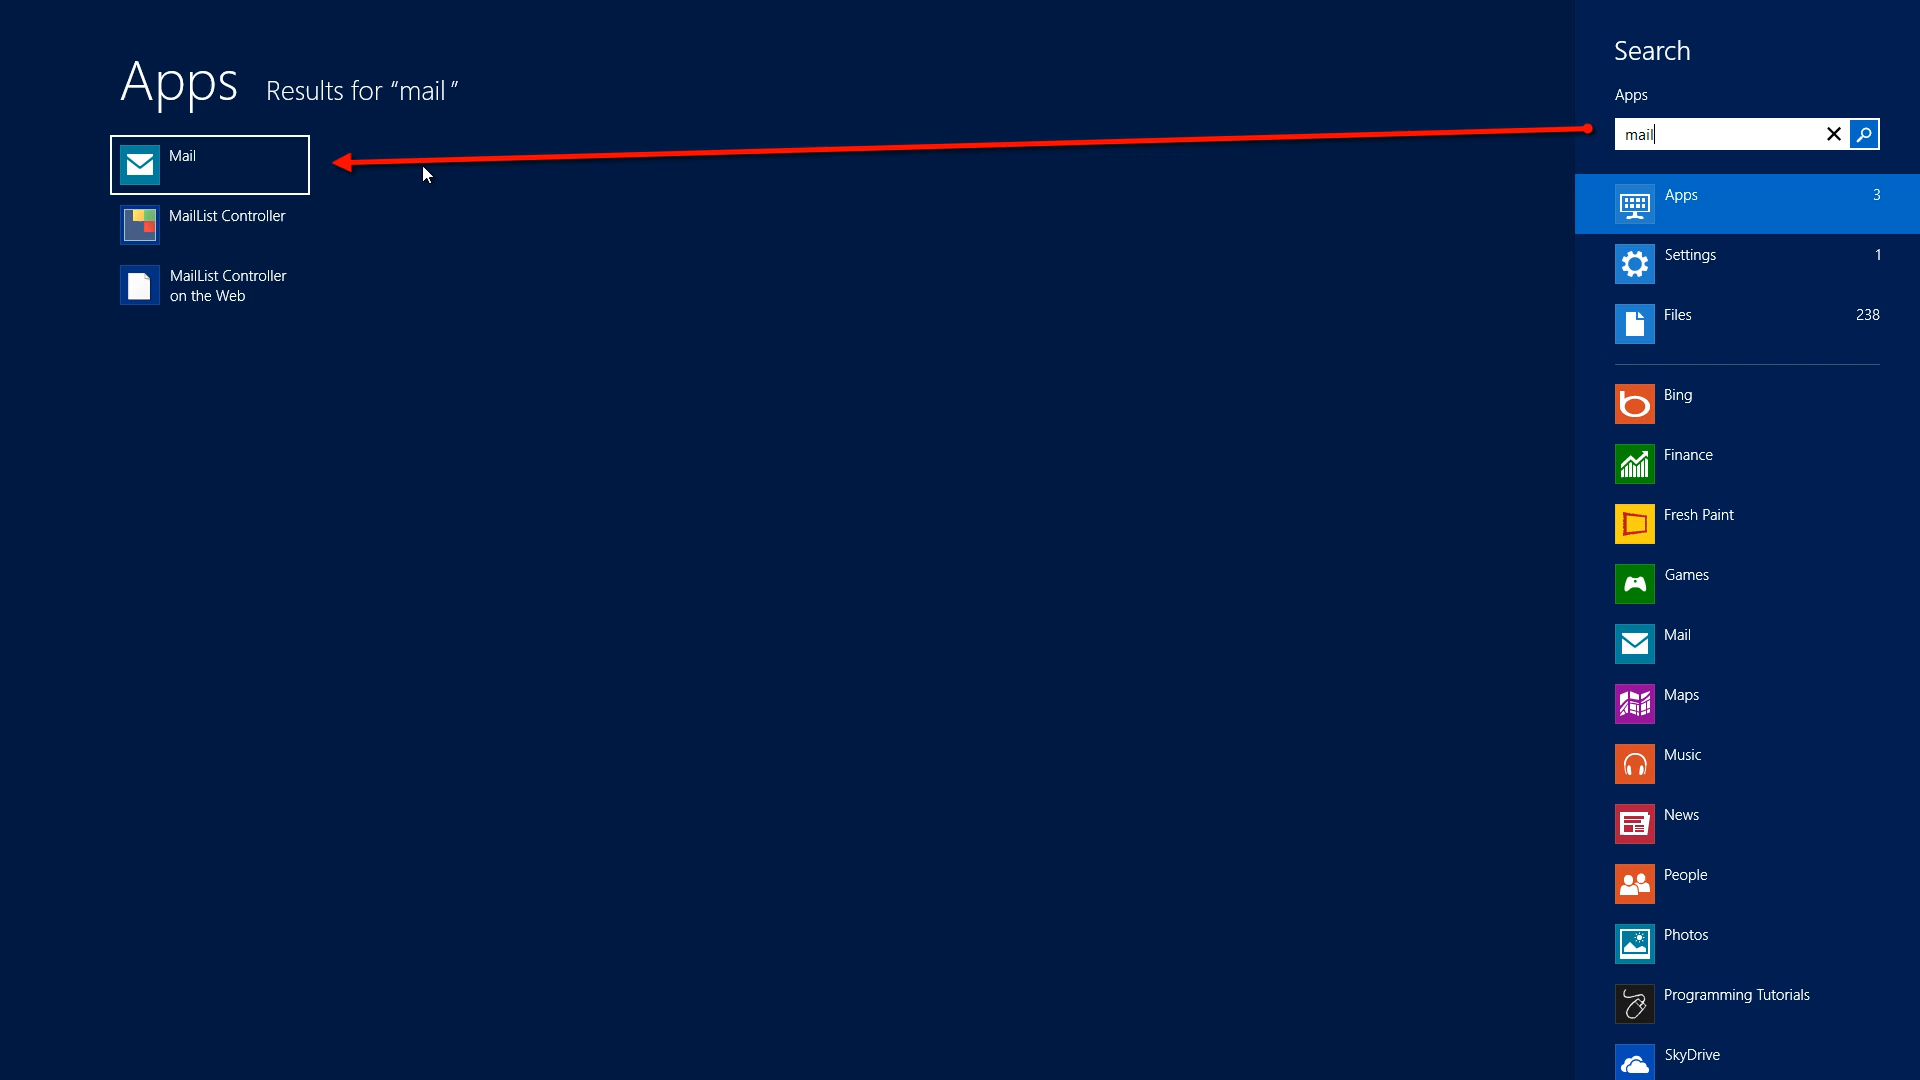 Apps Results for “mail”
Mail
MailList Controller
MailList Controller
on the Web
Search
Apps
mail
Apps 3
Settings 1
Files 238
Bing
Finance
Fresh Paint
Games
Mail
Maps
Music
News
People
Photos
Programming Tutorials
SkyDrive